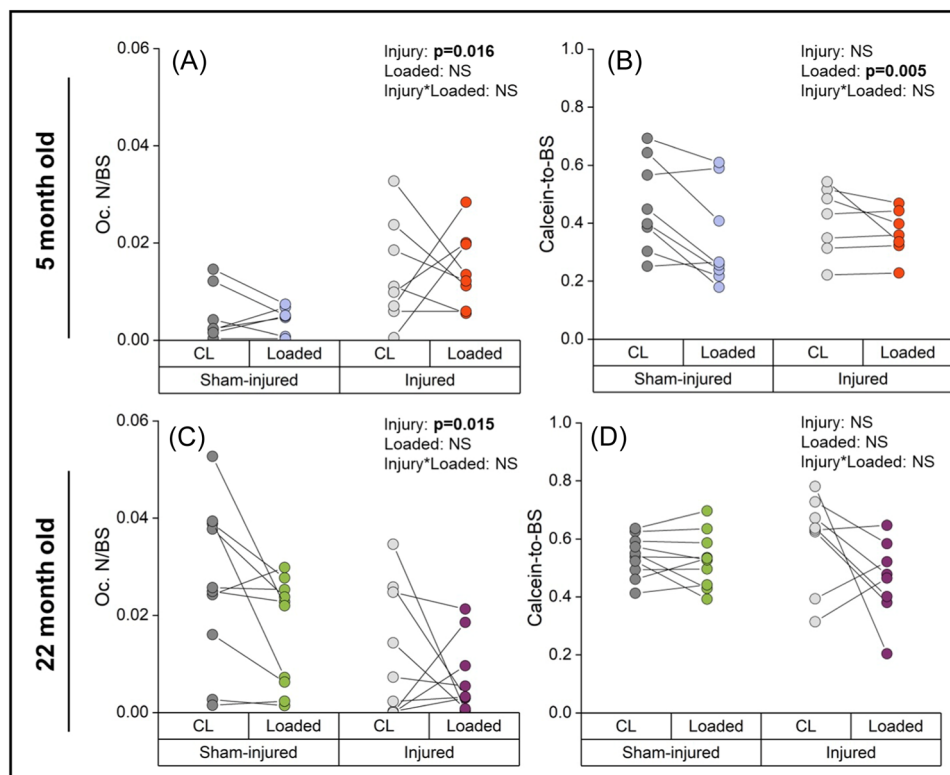 5 month old
(A)
Injury: p=0.016
Loaded: NS
Injury*Loaded: NS
Oc. N/BS
0.06
0.04
0.02
0.00
CL Loaded CL Loaded
Sham-injured Injured
(B)
Injury: NS
Loaded: p=0.005
Injury*Loaded: NS
Calcein-to-BS
1.0
0.8
0.6
0.4
0.2
0.0
CL Loaded CL Loaded
Sham-injured Injured
22 month old
(C)
Injury: p=0.015
Loaded: NS
Injury*Loaded: NS
Oc. N/BS
0.06
0.04
0.02
0.00
CL Loaded CL Loaded
Sham-injured Injured
(D)
Injury: NS
Loaded: NS
Injury*Loaded: NS
Calcein-to-BS
1.0
0.8
0.6
0.4
0.2
0.0
CL Loaded CL Loaded
Sham-injured Injured